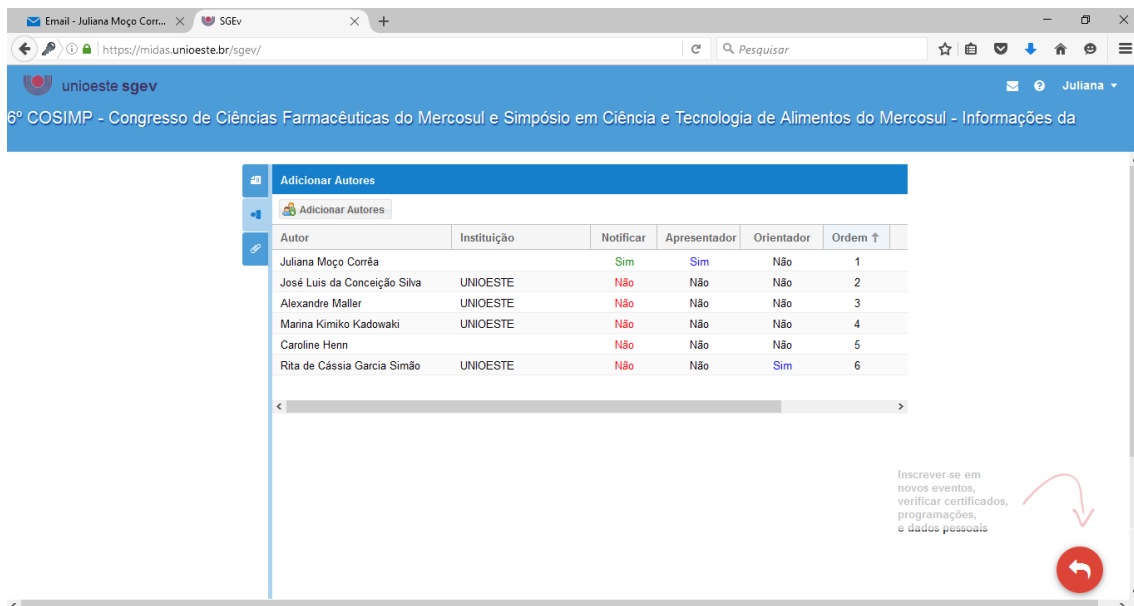 Email - Juliana Moço Corr...
SGEv
https://midas.unioeste.br/sgev/
Pesquisar
unioeste sgev
Juliana
6º COSIMP - Congresso de Ciências Farmacêuticas do Mercosul e Simpósio em Ciência e Tecnologia de Alimentos do Mercosul - Informações da
Adicionar Autores
Adicionar Autores
Autor Instituição Notificar Apresentador Orientador Ordem
Juliana Moço Corrêa Sim Sim Não 1
José Luis da Conceição Silva UNIOESTE Não Não Não 2
Alexandre Maller UNIOESTE Não Não Não 3
Marina Kimiko Kadowaki UNIOESTE Não Não Não 4
Caroline Henn Não Não Não 5
Rita de Cássia Garcia Simão UNIOESTE Não Não Sim 6
Inscrever-se em
novos eventos,
verificar certificados,
programações,
e dados pessoais